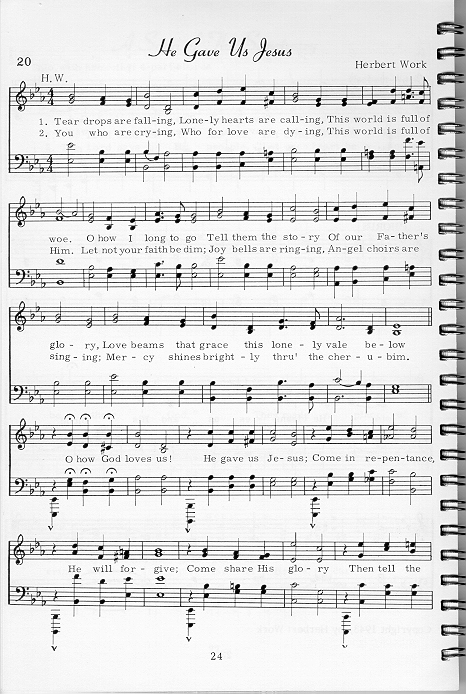 20
He Gave Us Jesus
H. W.
Herbert Work
1. Tear drops are fall-ing, Lone-ly hearts are call-ing, This world is full of
2. You who are cry-ing, Who for love are dy-ing, This world is full of
woe. O how I long to go Tell them the sto-ry Of our Fa-ther's
Him. Let not your faith be dim; Joy bells are ring-ing, An-gel choirs are
glo-ry, Love beams that grace this lone-ly vale be-low
sing-ing; Mer-cy shines bright-ly thru' the cher-u-bim.
O how God loves us! He gave us Je-sus; Come in re-pen-tance,
He will for-give; Come share His glo-ry Then tell the
24